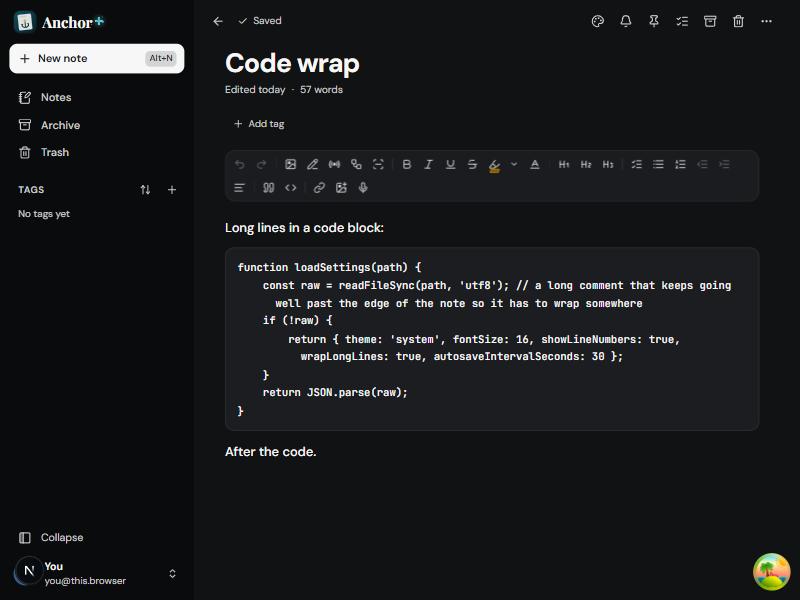 Anchor+
Saved
New note Alt+N
Notes
Archive
Trash
TAGS
No tags yet
Code wrap
Edited today · 57 words
+ Add tag
B I U S A H1 H2 H3
Long lines in a code block:
function loadSettings(path) {
    const raw = readFileSync(path, 'utf8'); // a long comment that keeps going
      well past the edge of the note so it has to wrap somewhere
    if (!raw) {
        return { theme: 'system', fontSize: 16, showLineNumbers: true,
          wrapLongLines: true, autosaveIntervalSeconds: 30 };
    }
    return JSON.parse(raw);
}
After the code.
Collapse
N You
you@this.browser